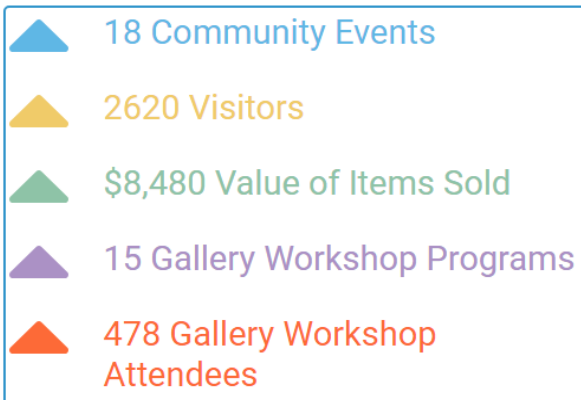 18 Community Events
2620 Visitors
$8,480 Value of Items Sold
15 Gallery Workshop Programs
478 Gallery Workshop
Attendees